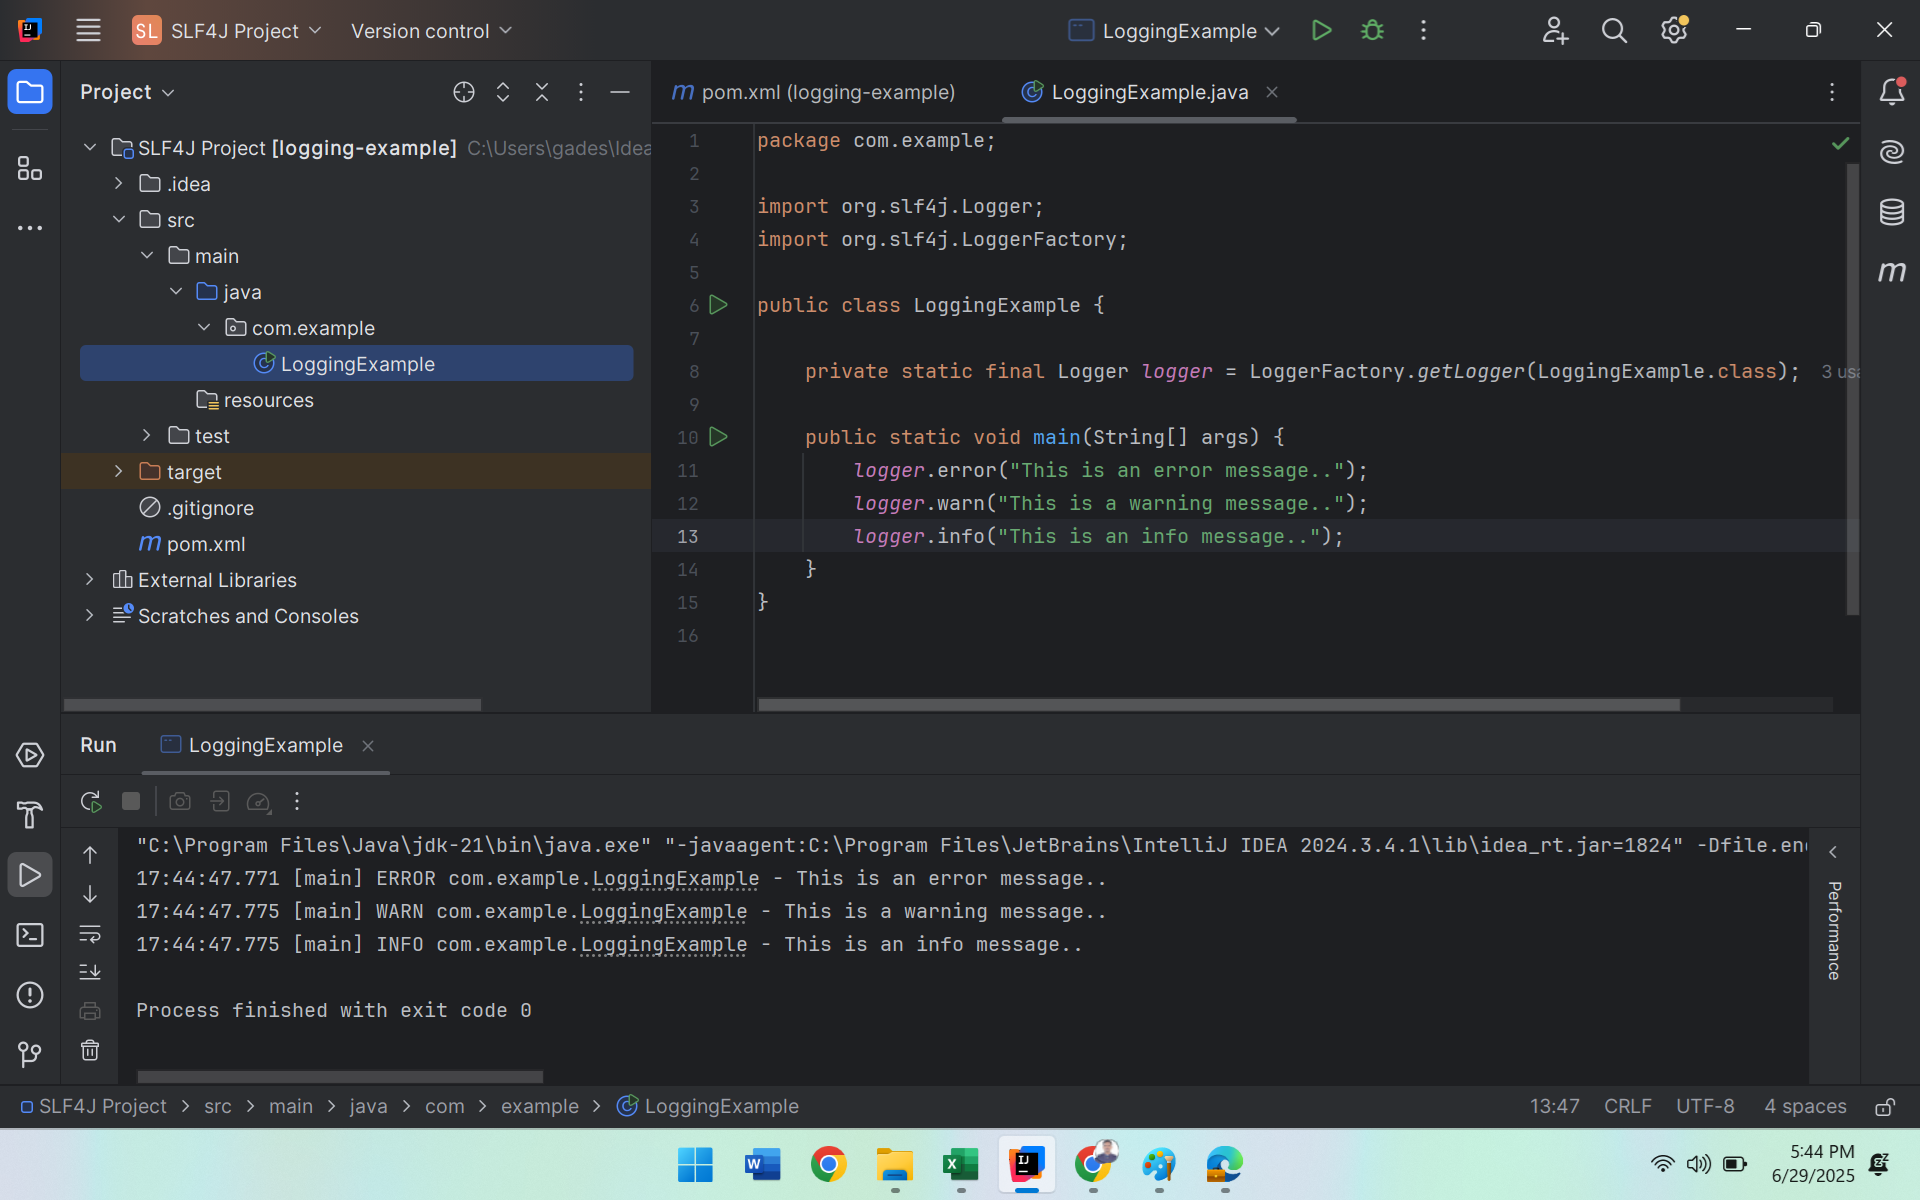 SL SLF4J Project Version control LoggingExample
Project
SLF4J Project [logging-example] C:\Users\gades\Idea
.idea
src
main
java
com.example
LoggingExample
resources
test
target
.gitignore
pom.xml
External Libraries
Scratches and Consoles
pom.xml (logging-example) LoggingExample.java
1 package com.example;
2
3 import org.slf4j.Logger;
4 import org.slf4j.LoggerFactory;
5
6 public class LoggingExample {
7
8 private static final Logger logger = LoggerFactory.getLogger(LoggingExample.class); 3 usa
9
10 public static void main(String[] args) {
11 logger.error("This is an error message..");
12 logger.warn("This is a warning message..");
13 logger.info("This is an info message..");
14 }
15 }
16
Run LoggingExample
"C:\Program Files\Java\jdk-21\bin\java.exe" "-javaagent:C:\Program Files\JetBrains\IntelliJ IDEA 2024.3.4.1\lib\idea_rt.jar=1824" -Dfile.en
17:44:47.771 [main] ERROR com.example.LoggingExample - This is an error message..
17:44:47.775 [main] WARN com.example.LoggingExample - This is a warning message..
17:44:47.775 [main] INFO com.example.LoggingExample - This is an info message..
Process finished with exit code 0
Performance
SLF4J Project > src > main > java > com > example > LoggingExample
13:47 CRLF UTF-8 4 spaces
5:44 PM
6/29/2025